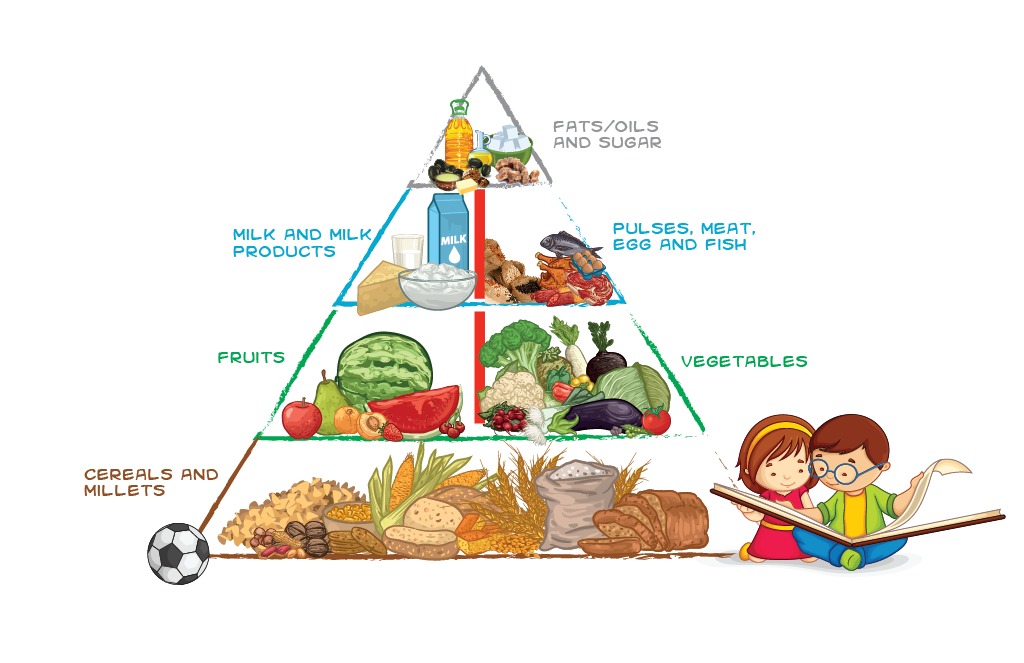 FATS/OILS
AND SUGAR
MILK AND MILK
PRODUCTS
MILK
PULSES, MEAT,
EGG AND FISH
FRUITS
VEGETABLES
CEREALS AND
MILLETS